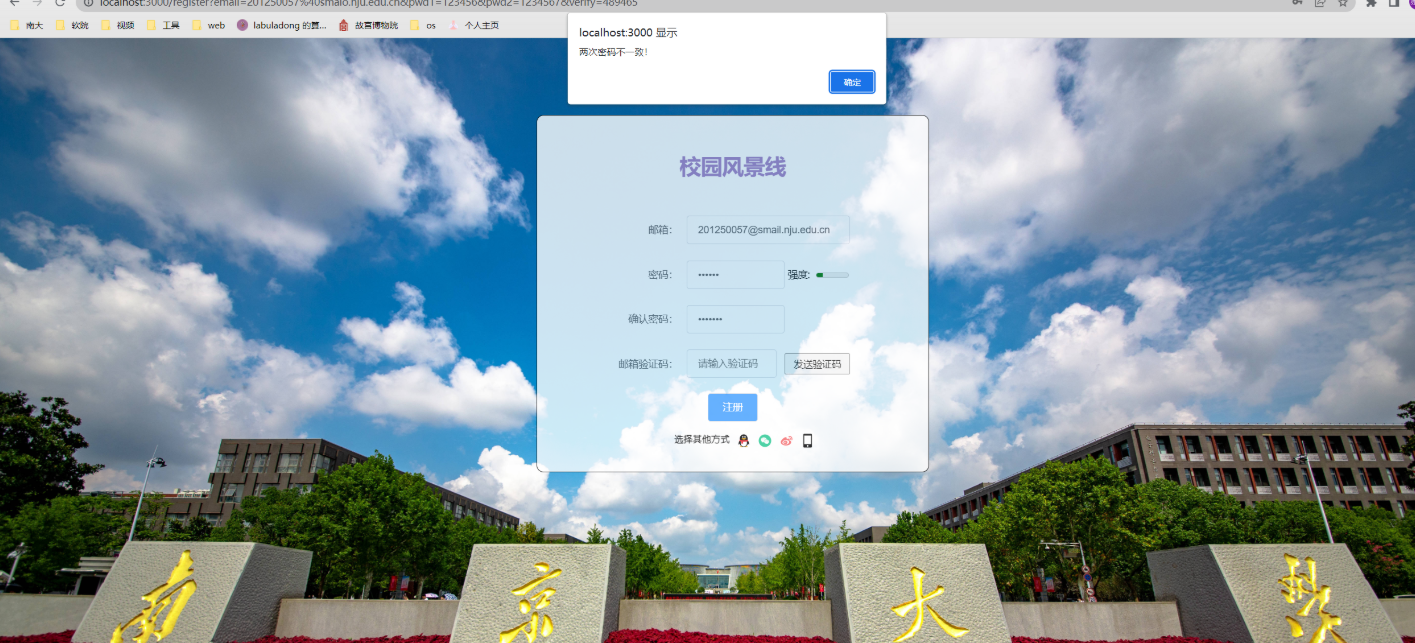 localhost:3000/register?email=201250057%40smail.nju.edu.cn&pwd1=123456&pwd2=1234567&verify=489465
南大 软院 视频 工具 web labuladong 的算... 故宫博物院 os 个人主页
localhost:3000 显示
两次密码不一致！
确定
校园风景线
邮箱： 201250057@smail.nju.edu.cn
密码： •••••• 强度:
确认密码： •••••••
邮箱验证码： 请输入验证码 发送验证码
注册
选择其他方式
南 京 大 學